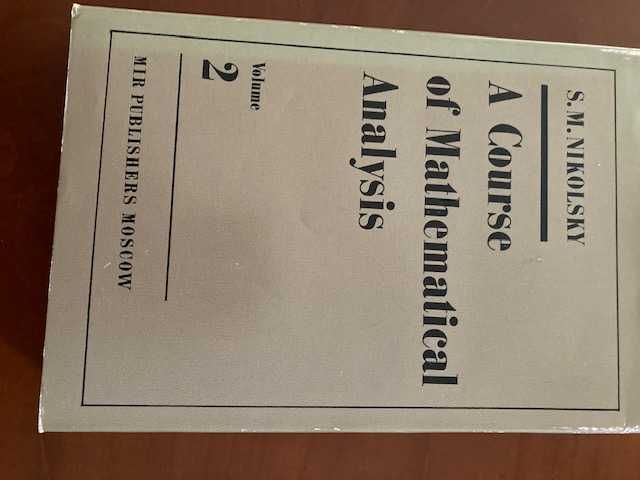 S.M. NIKOLSKY
A Course
of Mathematical
Analysis
Volume
2
MIR PUBLISHERS MOSCOW